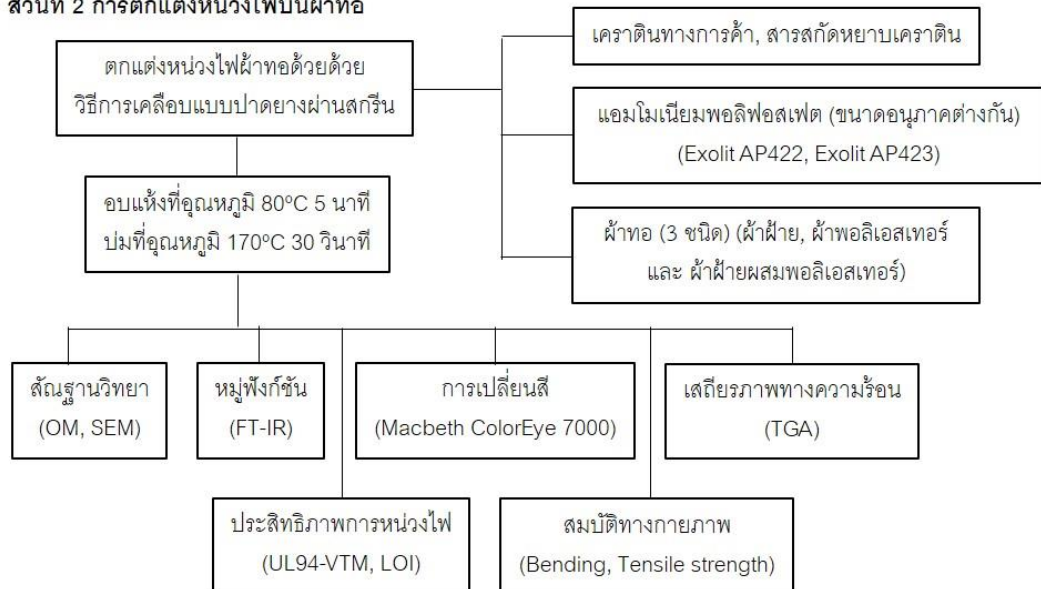 ส่วนที่ 2 การตกแต่งหน่วงไฟบนผ้าทอ
ตกแต่งหน่วงไฟผ้าทอด้วยด้วย
วิธีการเคลือบแบบปาดยางผ่านสกรีน
เคราตินทางการค้า, สารสกัดหยาบเคราติน
แอมโมเนียมพอลิฟอสเฟต (ขนาดอนุภาคต่างกัน)
(Exolit AP422, Exolit AP423)
อบแห้งที่อุณหภูมิ 80ºC 5 นาที
บ่มที่อุณหภูมิ 170ºC 30 วินาที
ผ้าทอ (3 ชนิด) (ผ้าฝ้าย, ผ้าพอลิเอสเทอร์
และ ผ้าฝ้ายผสมพอลิเอสเทอร์)
สัณฐานวิทยา
(OM, SEM)
หมู่ฟังก์ชัน
(FT-IR)
การเปลี่ยนสี
(Macbeth ColorEye 7000)
เสถียรภาพทางความร้อน
(TGA)
ประสิทธิภาพการหน่วงไฟ
(UL94-VTM, LOI)
สมบัติทางกายภาพ
(Bending, Tensile strength)